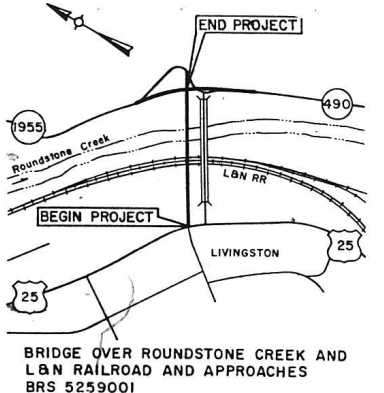 END PROJECT
490
1955
Roundstone Creek
L&N RR
BEGIN PROJECT
LIVINGSTON
25
25
BRIDGE OVER ROUNDSTONE CREEK AND
L&N RAILROAD AND APPROACHES
BRS 5259001